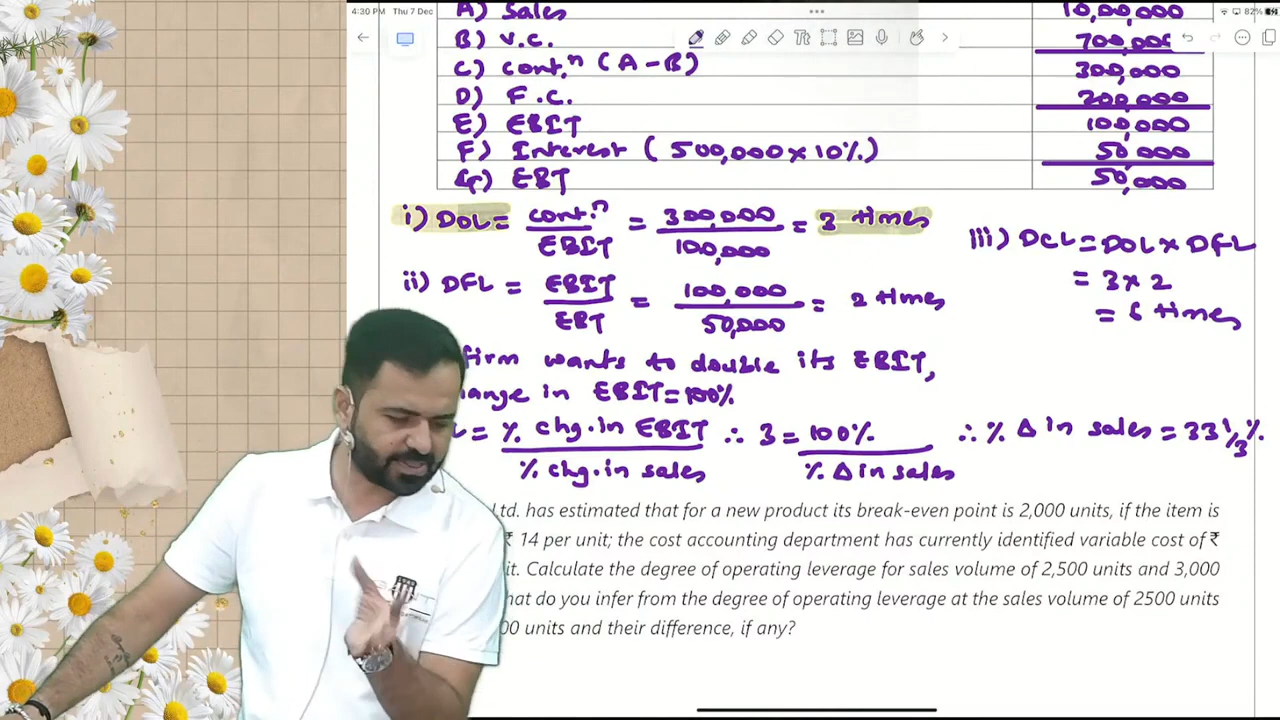 4:30 PM Thu 7 Dec
82%
A) Sales 10,00,000
B) V.C. 700,000
C) cont.ⁿ (A-B) 300,000
D) F.C. 200,000
E) EBIT 100,000
F) Interest (500,000x10%) 50,000
G) EBT 50,000
i) DOL = cont.ⁿ / EBIT = 300,000 / 100,000 = 3 times
iii) DCL = DOL x DFL
= 3 x 2
= 6 times
ii) DFL = EBIT / EBT = 100,000 / 50,000 = 2 times
firm wants to double its EBIT,
in EBIT = 100%
= % chg.in EBIT / % chg.in sales ∴ 3 = 100% / % Δ in sales ∴ % Δ in sales = 33 1/3 %
Ltd. has estimated that for a new product its break-even point is 2,000 units, if the item is
₹ 14 per unit; the cost accounting department has currently identified variable cost of ₹
Calculate the degree of operating leverage for sales volume of 2,500 units and 3,000
do you infer from the degree of operating leverage at the sales volume of 2500 units
units and their difference, if any?